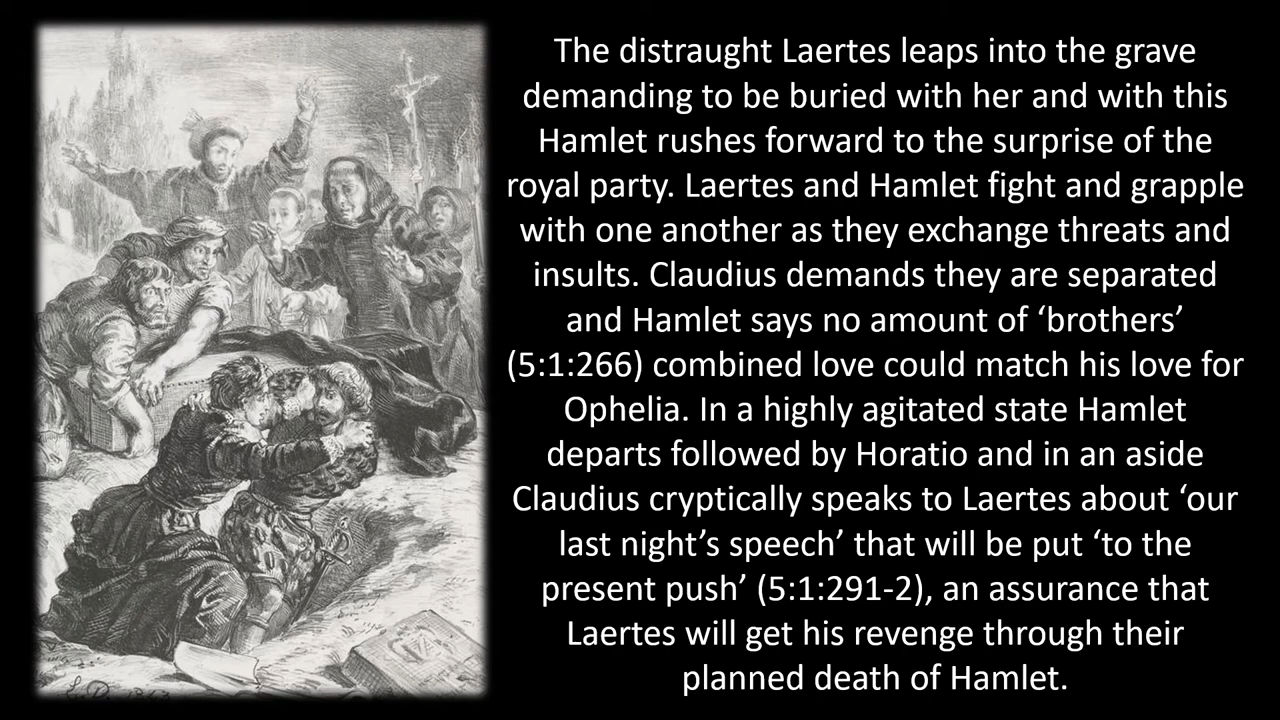 The distraught Laertes leaps into the grave
demanding to be buried with her and with this
Hamlet rushes forward to the surprise of the
royal party. Laertes and Hamlet fight and grapple
with one another as they exchange threats and
insults. Claudius demands they are separated
and Hamlet says no amount of ‘brothers’
(5:1:266) combined love could match his love for
Ophelia. In a highly agitated state Hamlet
departs followed by Horatio and in an aside
Claudius cryptically speaks to Laertes about ‘our
last night’s speech’ that will be put ‘to the
present push’ (5:1:291-2), an assurance that
Laertes will get his revenge through their
planned death of Hamlet.